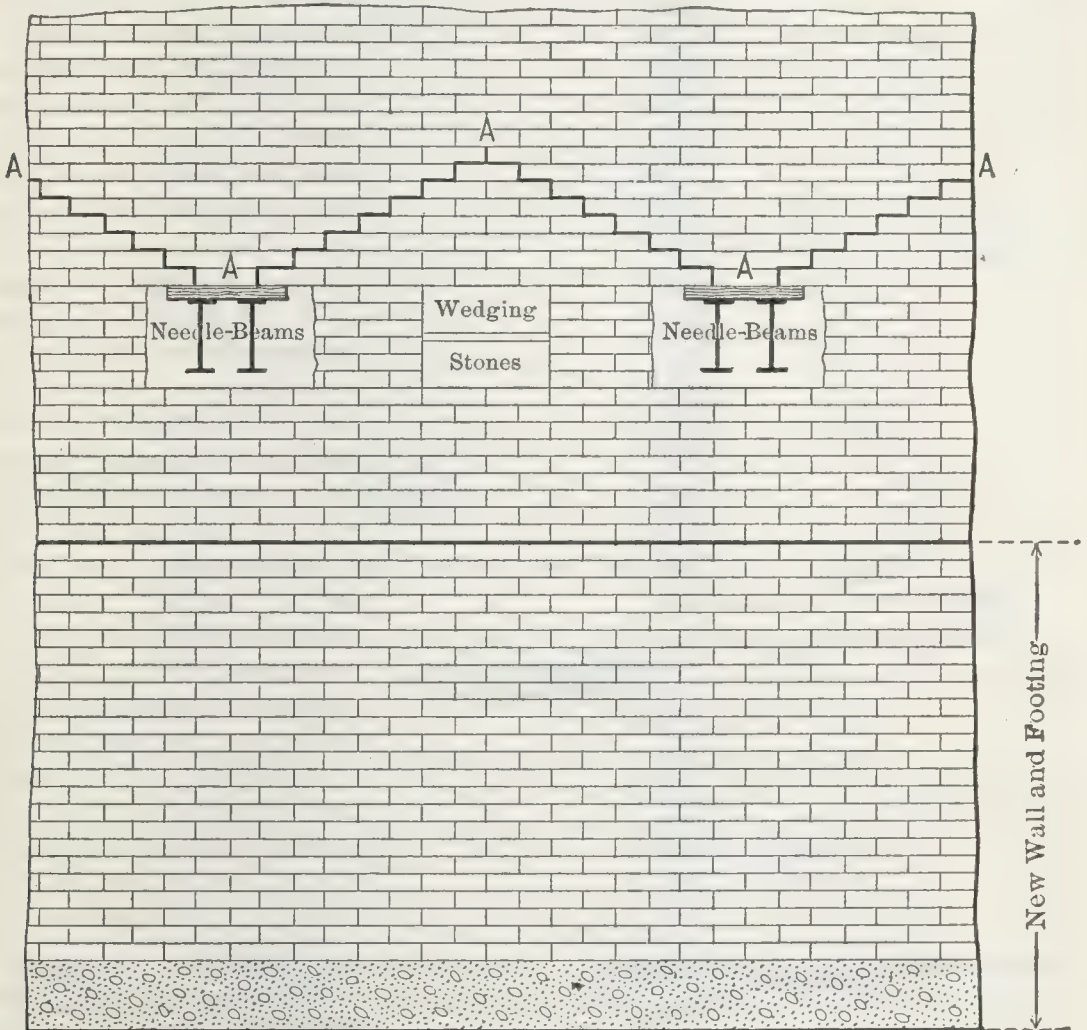 A
A
A
A
A
Needle-Beams
Wedging
Stones
Needle-Beams
New Wall and Footing